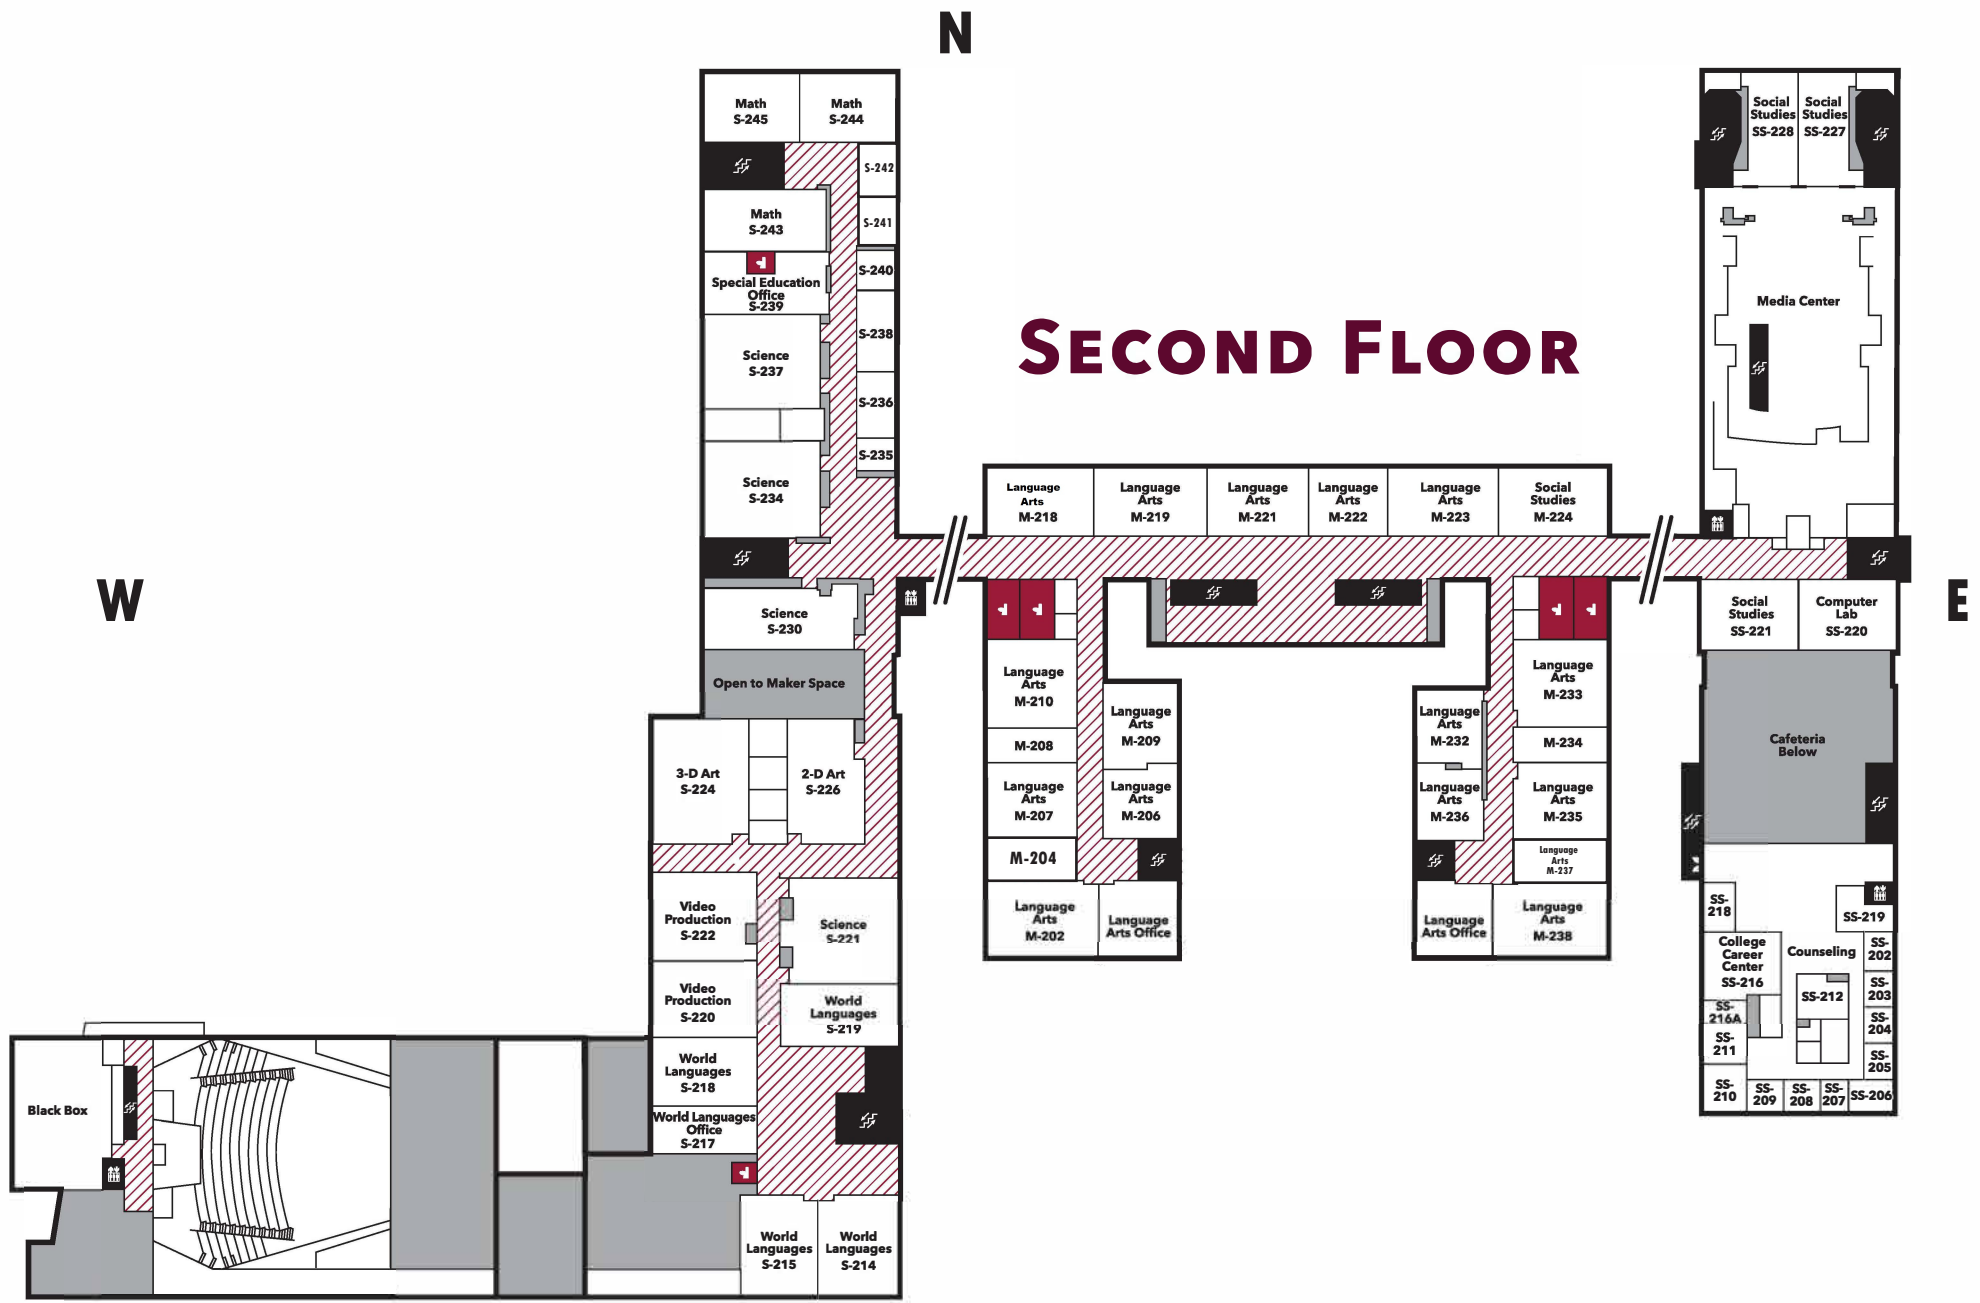 N
W
E
SECOND FLOOR
Math
S-245
Math
S-244
S-242
S-241
Math
S-243
S-240
Special Education
Office
S-239
S-238
Science
S-237
S-236
S-235
Science
S-234
Science
S-230
Open to Maker Space
3-D Art
S-224
2-D Art
S-226
Video
Production
S-222
Science
S-221
Video
Production
S-220
World
Languages
S-219
World
Languages
S-218
World Languages
Office
S-217
World
Languages
S-215
World
Languages
S-214
Black Box
Language
Arts
M-218
Language
Arts
M-219
Language
Arts
M-221
Language
Arts
M-222
Language
Arts
M-223
Social
Studies
M-224
Language
Arts
M-210
M-208
Language
Arts
M-209
Language
Arts
M-207
Language
Arts
M-206
M-204
Language
Arts
M-202
Language
Arts Office
Language
Arts
M-232
Language
Arts
M-233
M-234
Language
Arts
M-236
Language
Arts
M-235
Language
Arts
M-237
Language
Arts Office
Language
Arts
M-238
Social
Studies
SS-228
Social
Studies
SS-227
Media Center
Social
Studies
SS-221
Computer
Lab
SS-220
Cafeteria
Below
SS-
218
SS-219
College
Career
Center
SS-216
Counseling
SS-
202
SS-
203
SS-212
SS-
216A
SS-
204
SS-
211
SS-
205
SS-
210
SS-
209
SS-
208
SS-
207
SS-206